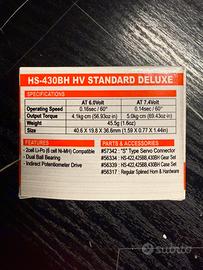 HS-430BH HV STANDARD DELUXE
SPECIFICATIONS
AT 6.0Volt AT 7.4Volt
Operating Speed 0.16sec / 60° 0.14sec / 60°
Output Torque 4.1kg-cm (56.93oz.in) 5.0kg-cm (69.43oz.in)
Weight 45.5g (1.6oz)
Size 40.6 x 19.8 x 36.6mm (1.59 x 0.77 x 1.44in)
FEATURES
- 2cell Li-Po (6 cell Ni-MH) Compatible
- Dual Ball Bearing
- Indirect Potentiometer Drive
PARTS & ACCESSORIES
#57342 : "S" Type Servo Connector
#56334 : HS-422,425BB,430BH Gear Set
#56339 : HS-422,425BB,430BH Case Set
#56317 : Regular Splined Horn & Hardware
subito